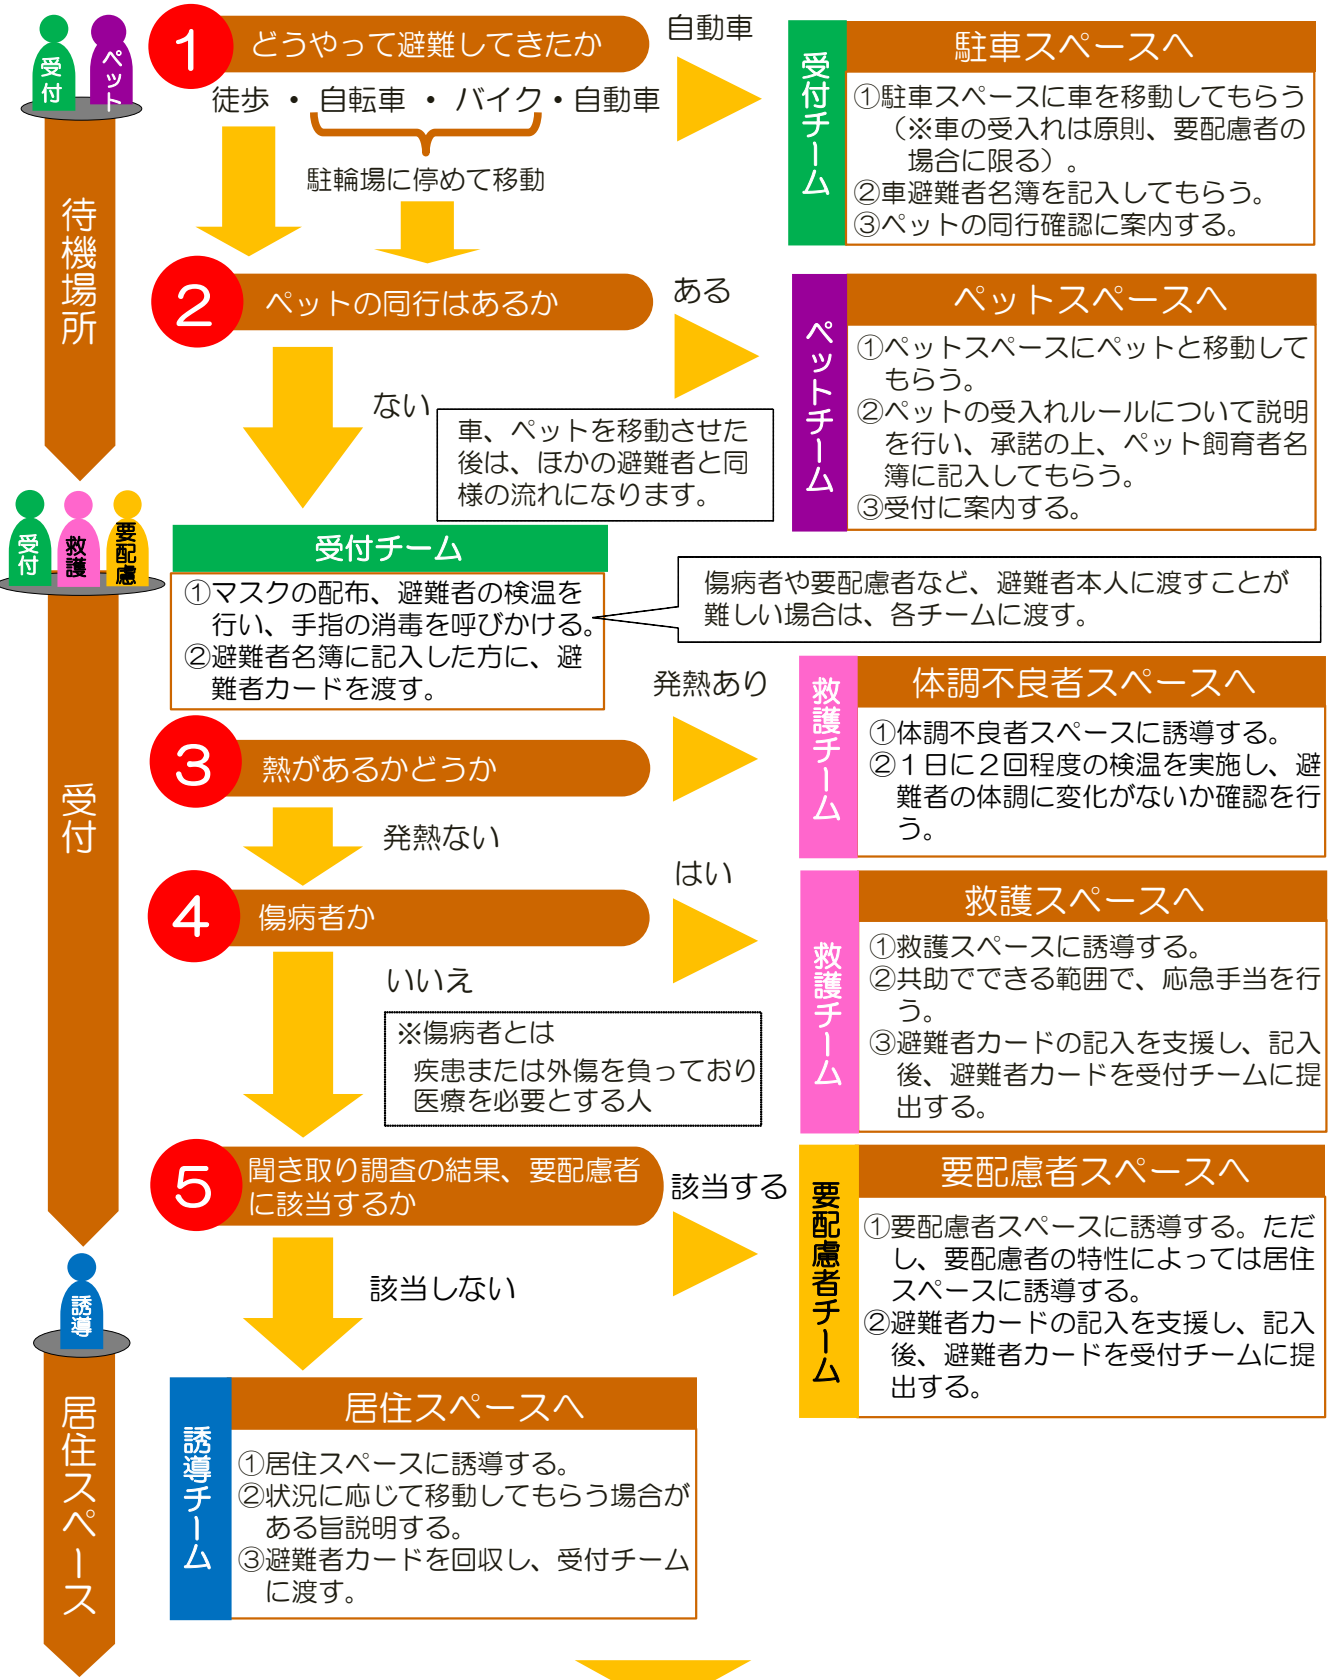 受付
ペット
待機場所
1
どうやって避難してきたか
自動車
徒歩 ・ 自転車 ・ バイク・自動車
駐輪場に停めて移動
受付チーム
駐車スペースへ
①駐車スペースに車を移動してもらう
（※車の受入れは原則、要配慮者の
場合に限る）。
②車避難者名簿を記入してもらう。
③ペットの同行確認に案内する。
2
ペットの同行はあるか
ある
ない
ペットチーム
ペットスペースへ
①ペットスペースにペットと移動して
もらう。
②ペットの受入れルールについて説明
を行い、承諾の上、ペット飼育者名
簿に記入してもらう。
③受付に案内する。
車、ペットを移動させた
後は、ほかの避難者と同
様の流れになります。
受付
救護
要配慮
受付
受付チーム
①マスクの配布、避難者の検温を
行い、手指の消毒を呼びかける。
②避難者名簿に記入した方に、避
難者カードを渡す。
傷病者や要配慮者など、避難者本人に渡すことが
難しい場合は、各チームに渡す。
3
熱があるかどうか
発熱あり
発熱ない
救護チーム
体調不良者スペースへ
①体調不良者スペースに誘導する。
②１日に２回程度の検温を実施し、避
難者の体調に変化がないか確認を行
う。
4
傷病者か
はい
いいえ
※傷病者とは
疾患または外傷を負っており
医療を必要とする人
救護チーム
救護スペースへ
①救護スペースに誘導する。
②共助でできる範囲で、応急手当を行
う。
③避難者カードの記入を支援し、記入
後、避難者カードを受付チームに提
出する。
5
聞き取り調査の結果、要配慮者
に該当するか
該当する
該当しない
要配慮者チーム
要配慮者スペースへ
①要配慮者スペースに誘導する。ただ
し、要配慮者の特性によっては居住
スペースに誘導する。
②避難者カードの記入を支援し、記入
後、避難者カードを受付チームに提
出する。
誘導
居住スペース
誘導チーム
居住スペースへ
①居住スペースに誘導する。
②状況に応じて移動してもらう場合が
ある旨説明する。
③避難者カードを回収し、受付チーム
に渡す。